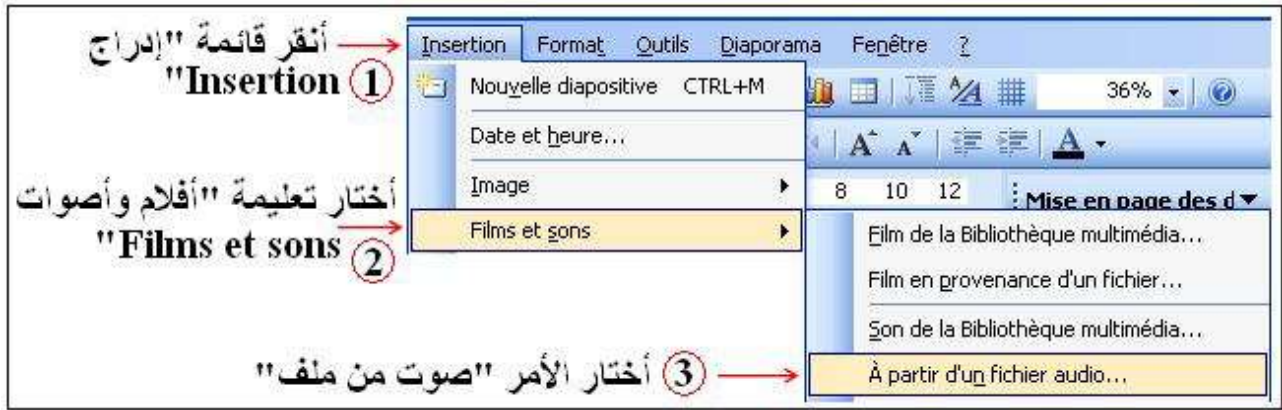 أنقر قائمة "إدراج
Insertion" 1
Insertion Format Outils Diaporama Fenêtre ?
Nouvelle diapositive CTRL+M
36%
Date et heure...
A A A
Image
8 10 12
Mise en page des d
أختار تعليمة "أفلام وأصوات
Films et sons" 2
Films et sons
Film de la Bibliothèque multimédia...
Film en provenance d'un fichier...
Son de la Bibliothèque multimédia...
3 أختار الأمر "صوت من ملف"
À partir d'un fichier audio...